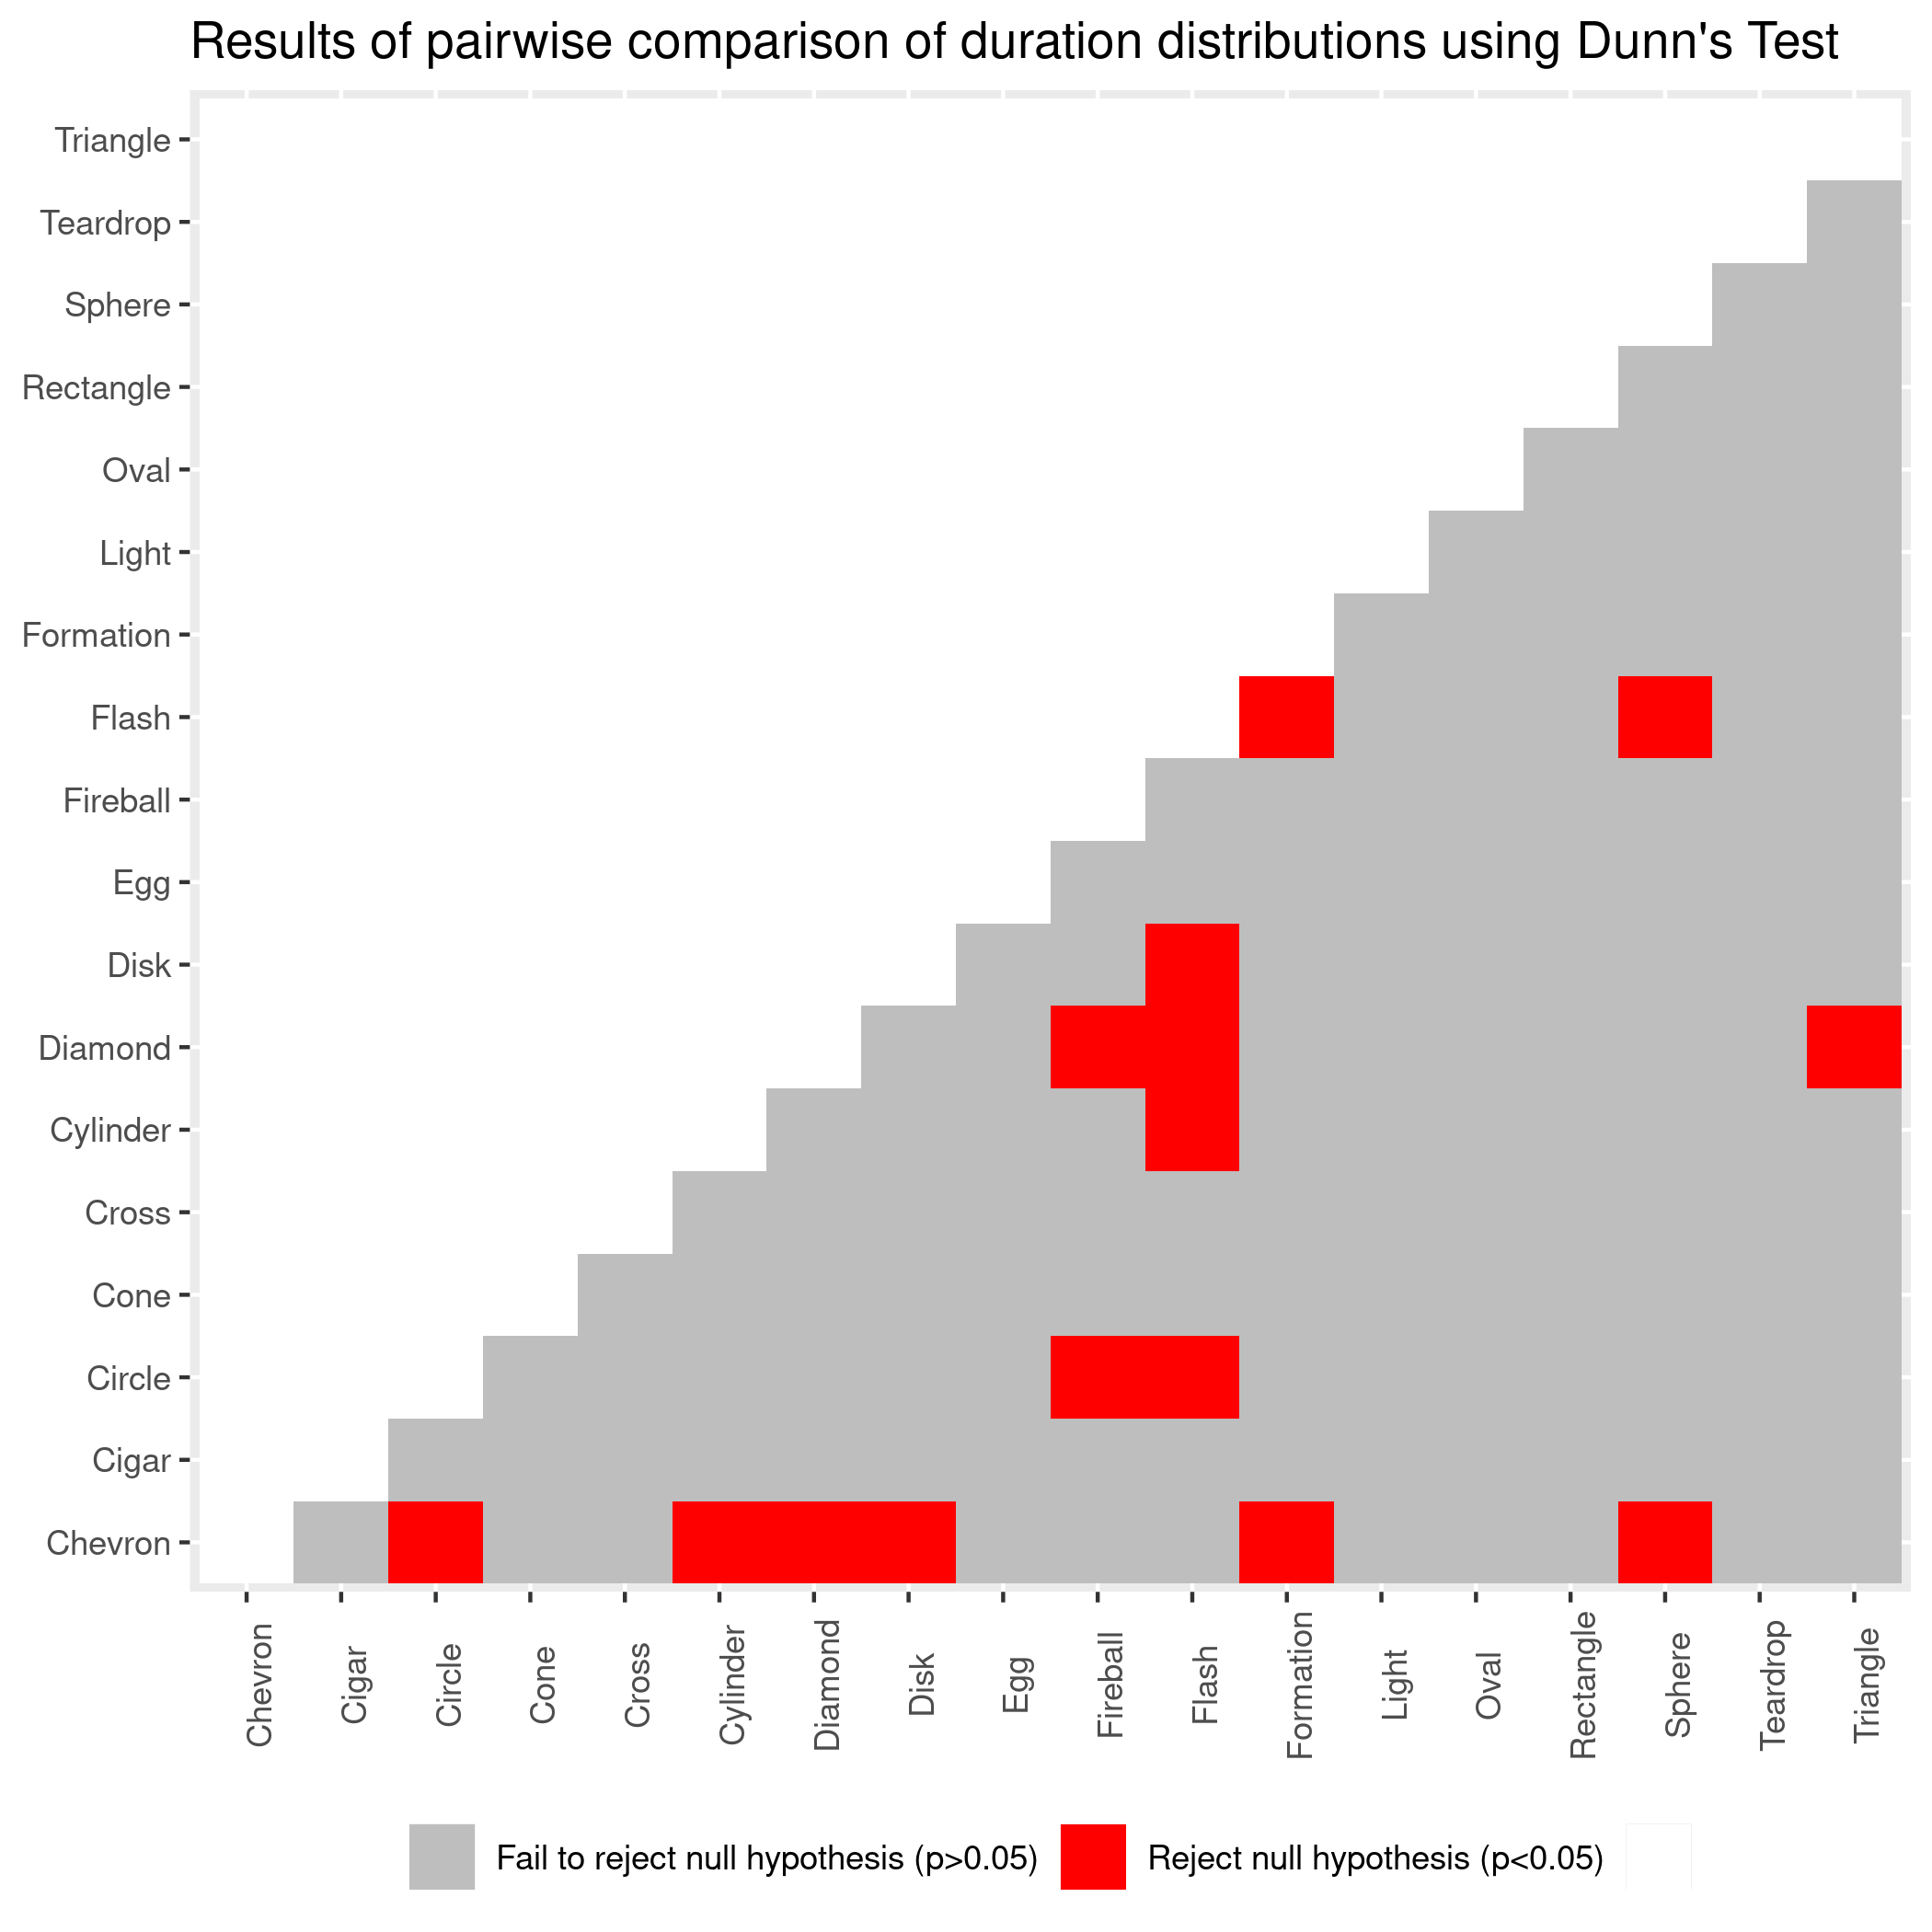 Results of pairwise comparison of duration distributions using Dunn's Test
Triangle
Teardrop
Sphere
Rectangle
Oval
Light
Formation
Flash
Fireball
Egg
Disk
Diamond
Cylinder
Cross
Cone
Circle
Cigar
Chevron
Chevron
Cigar
Circle
Cone
Cross
Cylinder
Diamond
Disk
Egg
Fireball
Flash
Formation
Light
Oval
Rectangle
Sphere
Teardrop
Triangle
Fail to reject null hypothesis (p>0.05)
Reject null hypothesis (p<0.05)